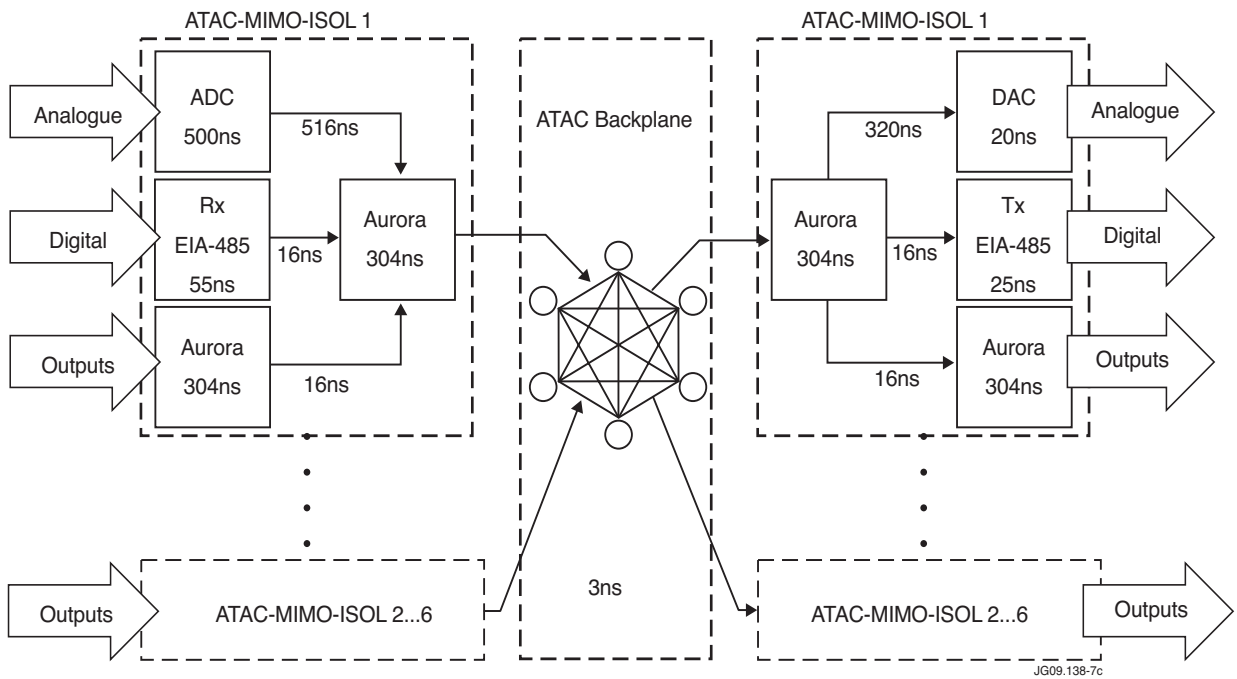 ATAC-MIMO-ISOL 1
Analogue
ADC
500ns
516ns
Digital
Rx
EIA-485
55ns
16ns
Aurora
304ns
Outputs
Aurora
304ns
16ns
ATAC Backplane
3ns
ATAC-MIMO-ISOL 1
Aurora
304ns
320ns
DAC
20ns
Analogue
16ns
Tx
EIA-485
25ns
Digital
16ns
Aurora
304ns
Outputs
Outputs
ATAC-MIMO-ISOL 2...6
ATAC-MIMO-ISOL 2...6
Outputs
JG09.138-7c